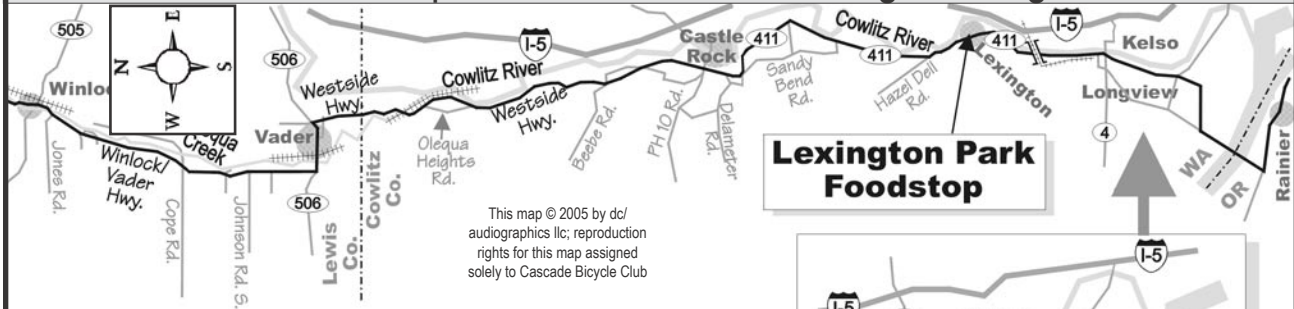 505
Winloc
Jones Rd.
E
N
S
W
equa
Creek
Winlock/
Vader
Hwy.
Cope Rd.
Johnson Rd. S.
506
Vader
506
Lewis
Co.
Cowlitz
Co.
Westside
Hwy.
I-5
Cowlitz River
Olequa
Heights
Rd.
Westside
Hwy.
Beebe Rd.
PH 10 Rd.
Castle
Rock
Delameter
Rd.
411
Sandy
Bend
Rd.
Cowlitz River
411
Hazel Dell
Rd.
Lexington
411
I-5
Kelso
Longview
4
WA
OR
Rainier
Lexington Park
Foodstop
This map © 2005 by dc/
audiographics llc; reproduction
rights for this map assigned
solely to Cascade Bicycle Club
I-5
I-5